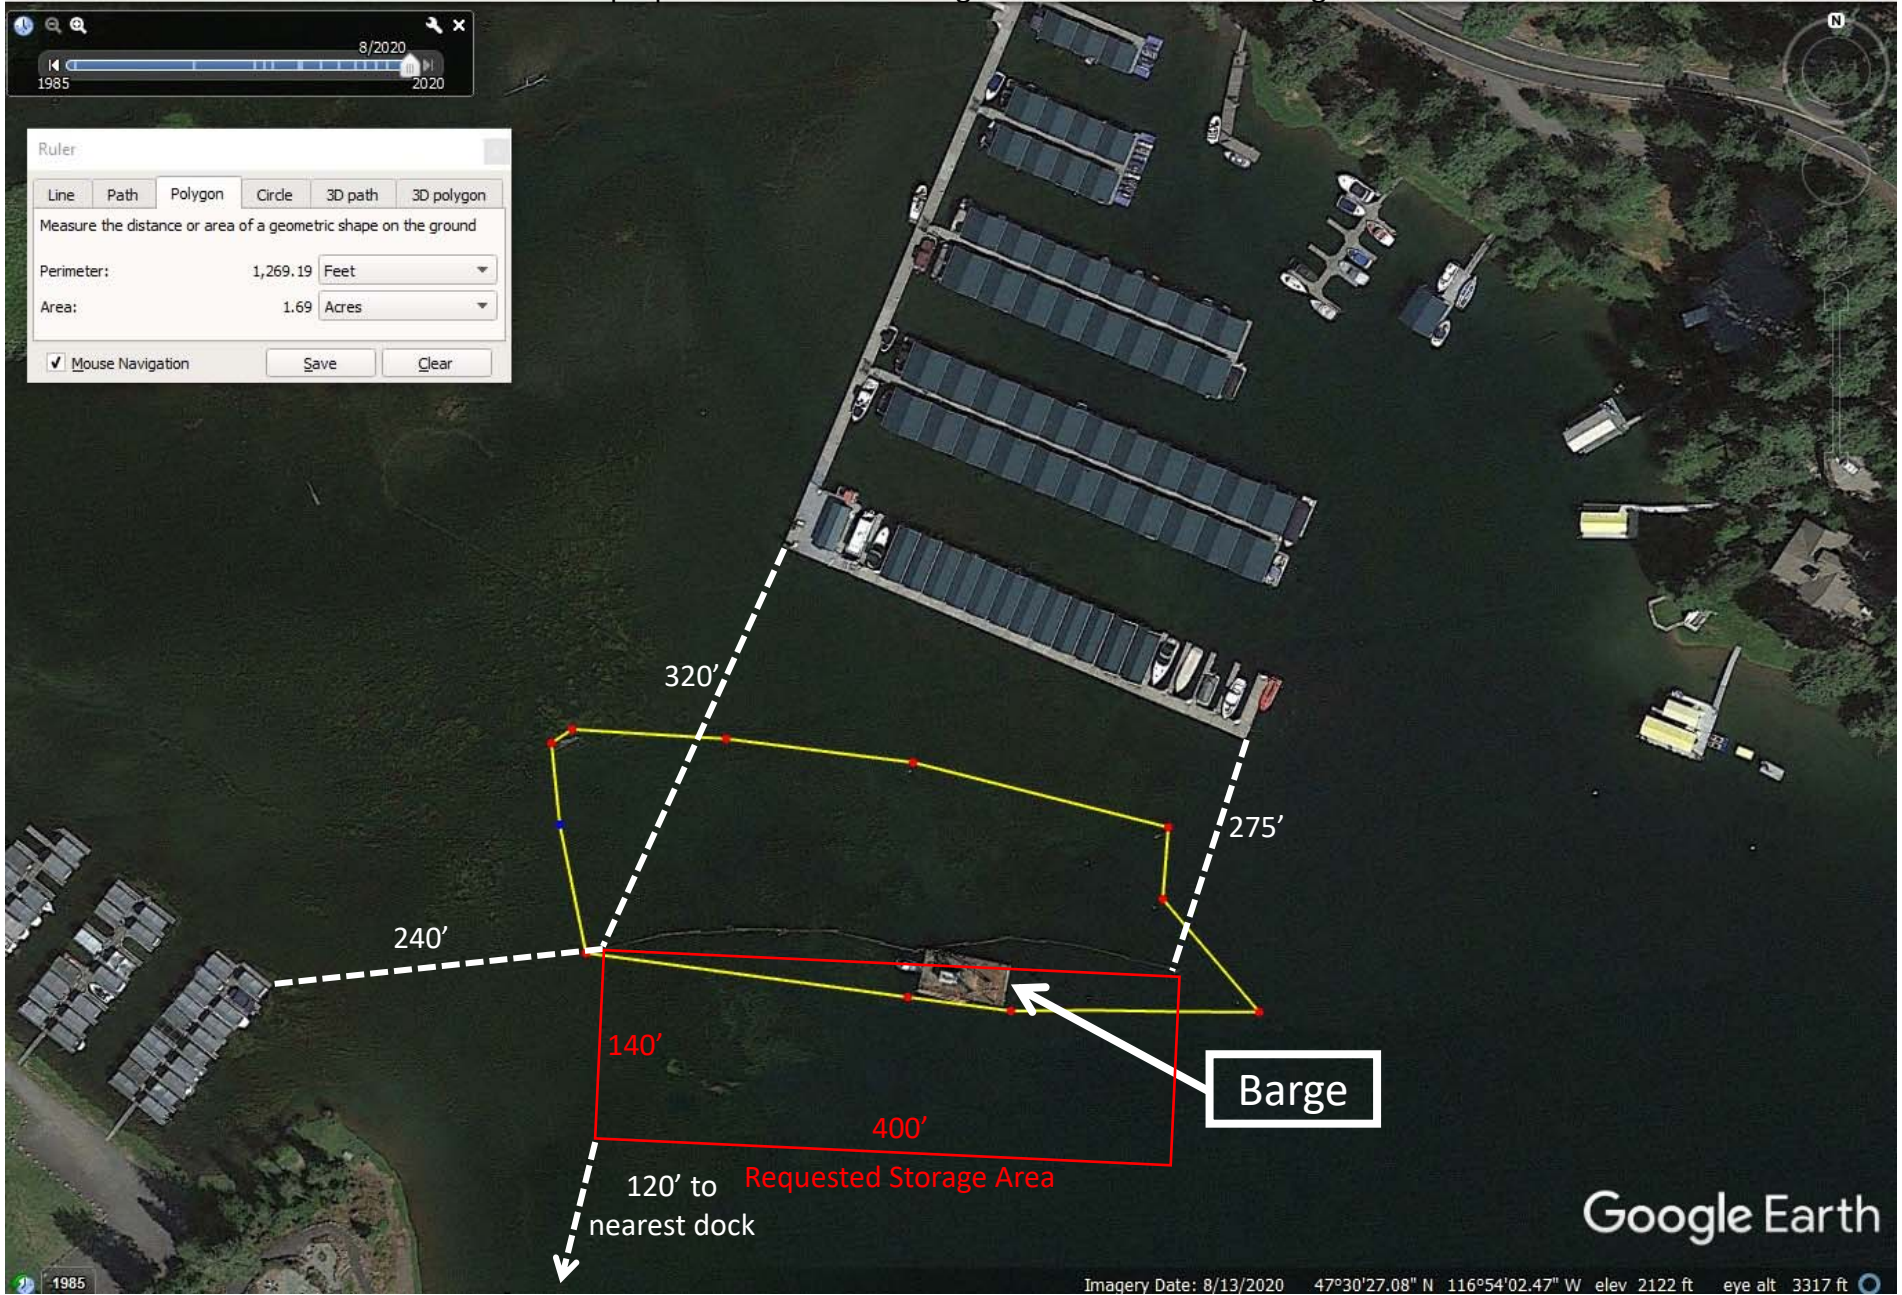 8/2020
1985
2020
Ruler
Line Path Polygon Circle 3D path 3D polygon
Measure the distance or area of a geometric shape on the ground
Perimeter: 1,269.19 Feet
Area: 1.69 Acres
Mouse Navigation Save Clear
N
320’
275’
240’
140’
Barge
400’
Requested Storage Area
120’ to
nearest dock
Google Earth
1985
Imagery Date: 8/13/2020 47°30'27.08" N 116°54'02.47" W elev 2122 ft eye alt 3317 ft